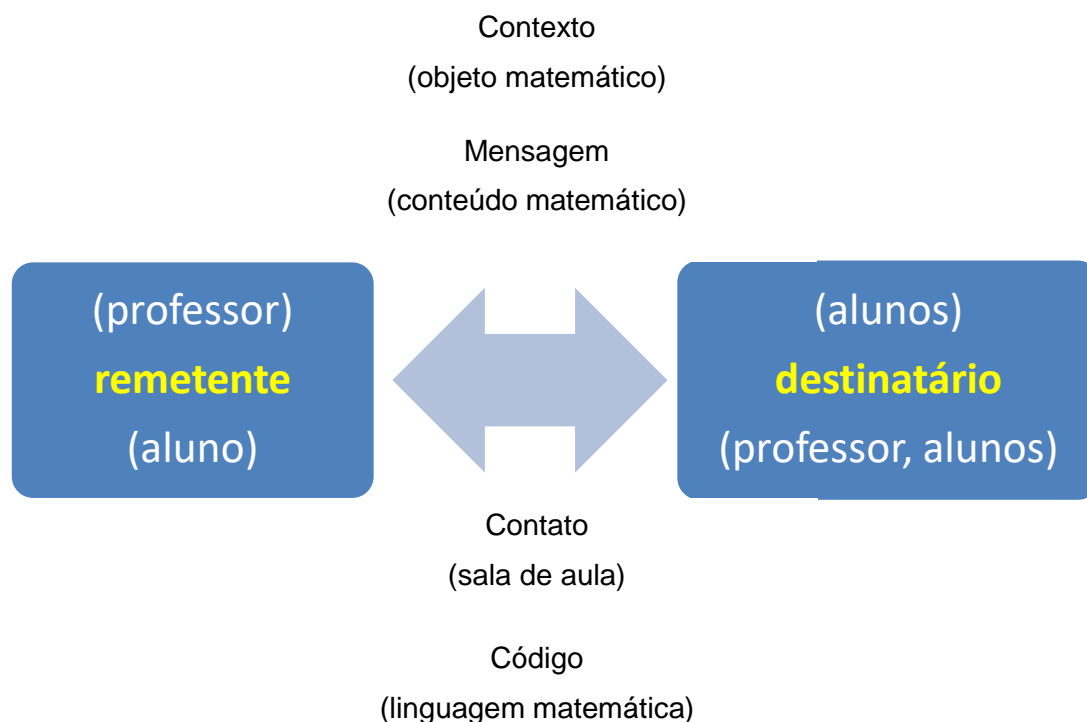 Contexto
(objeto matemático)
Mensagem
(conteúdo matemático)
(professor)
remetente
(aluno)
(alunos)
destinatário
(professor, alunos)
Contato
(sala de aula)
Código
(linguagem matemática)